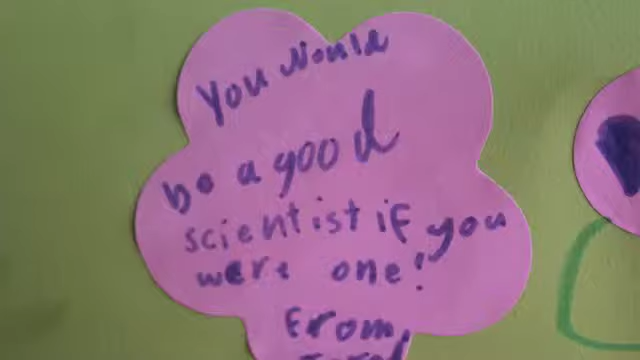 You Would
be a good
scientist if you
were one!
From,